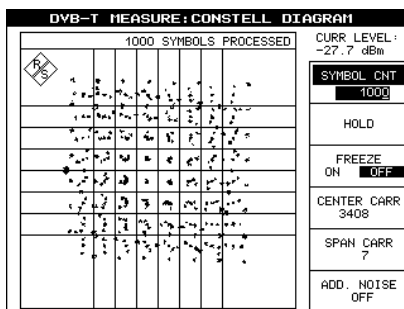 DVB-T MEASURE:CONSTELL DIAGRAM
1000 SYMBOLS PROCESSED
R
S
CURR LEVEL:
-27.7 dBm
SYMBOL CNT
1000
HOLD
FREEZE
ON OFF
CENTER CARR
3408
SPAN CARR
7
ADD. NOISE
OFF